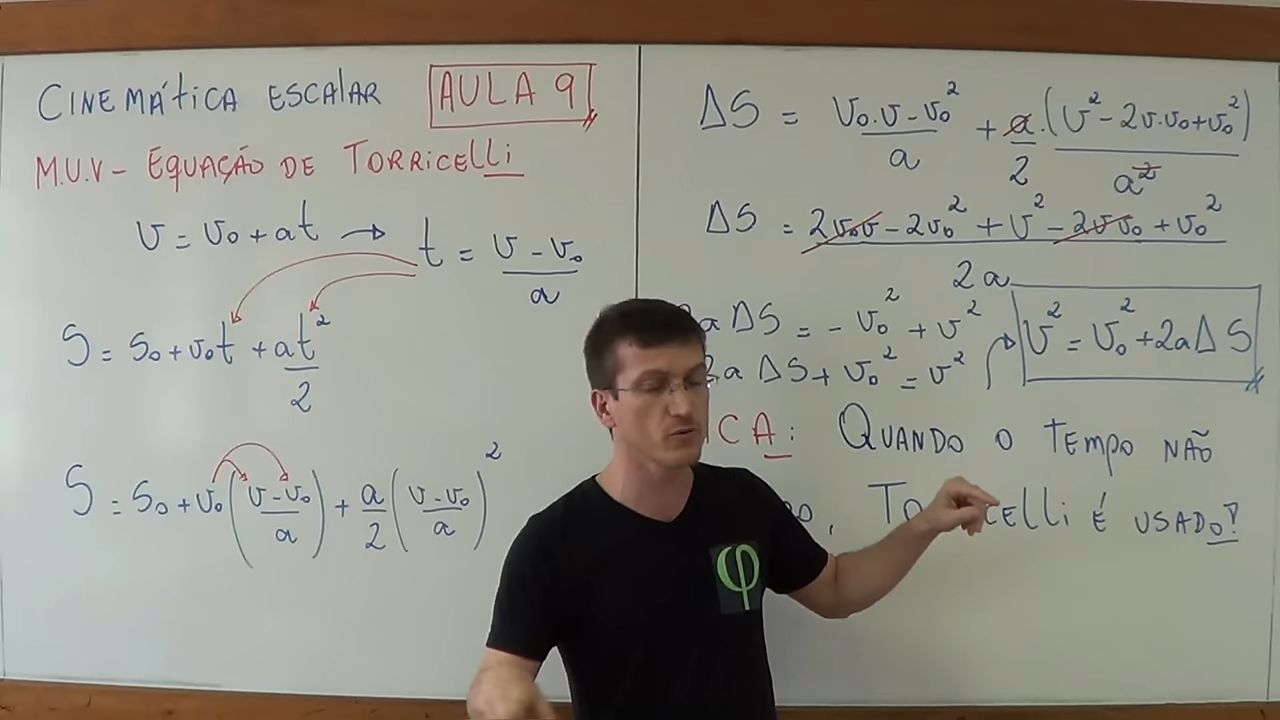 CINEMÁTICA ESCALAR AULA 9
M.U.V - EQUAÇÃO DE TORRICELLI
v = v₀ + at → t = (v - v₀)/a
S = S₀ + v₀t + at²/2
S = S₀ + v₀((v - v₀)/a) + a/2((v - v₀)/a)²
ΔS = (v₀.v - v₀²)/a + a/2.(v² - 2v.v₀ + v₀²)/a²
ΔS = (2v₀v - 2v₀² + v² - 2vv₀ + v₀²)/2a
aΔS = - v₀² + v²
aΔS + v₀² = v²
v² = v₀² + 2aΔS
ICA: QUANDO O TEMPO NÃO
É USADO!
φ